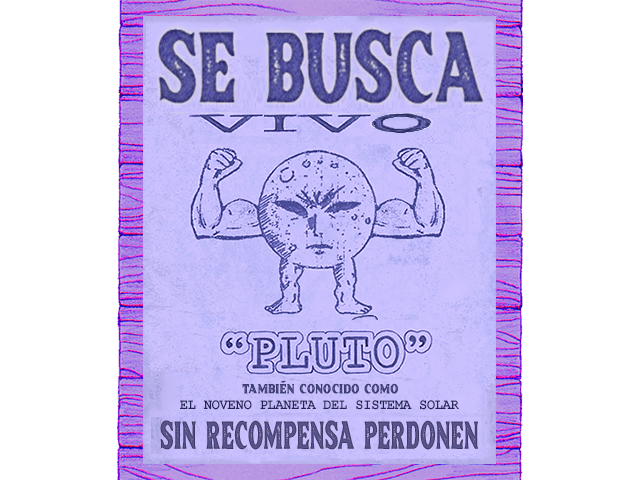 SE BUSCA
VIVO
"PLUTO"
TAMBIÉN CONOCIDO COMO
EL NOVENO PLANETA DEL SISTEMA SOLAR
SIN RECOMPENSA PERDONEN